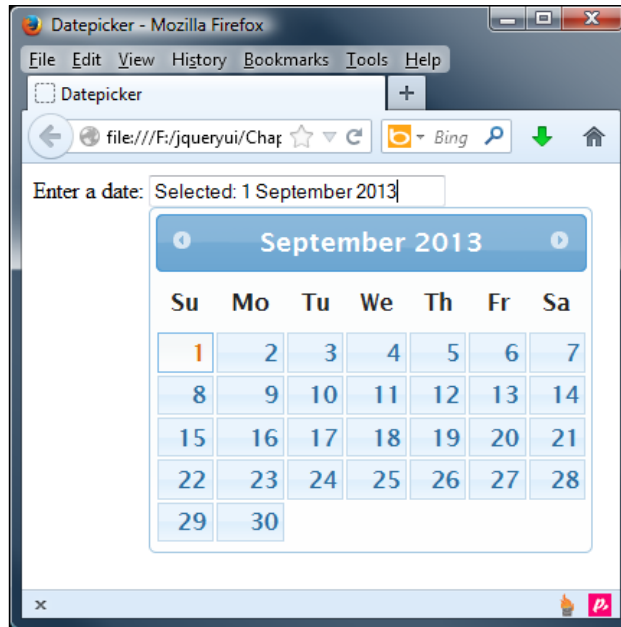 Datepicker - Mozilla Firefox
File Edit View History Bookmarks Tools Help
Datepicker
file:///F:/jqueryui/Chap Bing
Enter a date: Selected: 1 September 2013
September 2013
Su Mo Tu We Th Fr Sa
1 2 3 4 5 6 7
8 9 10 11 12 13 14
15 16 17 18 19 20 21
22 23 24 25 26 27 28
29 30
x
p,